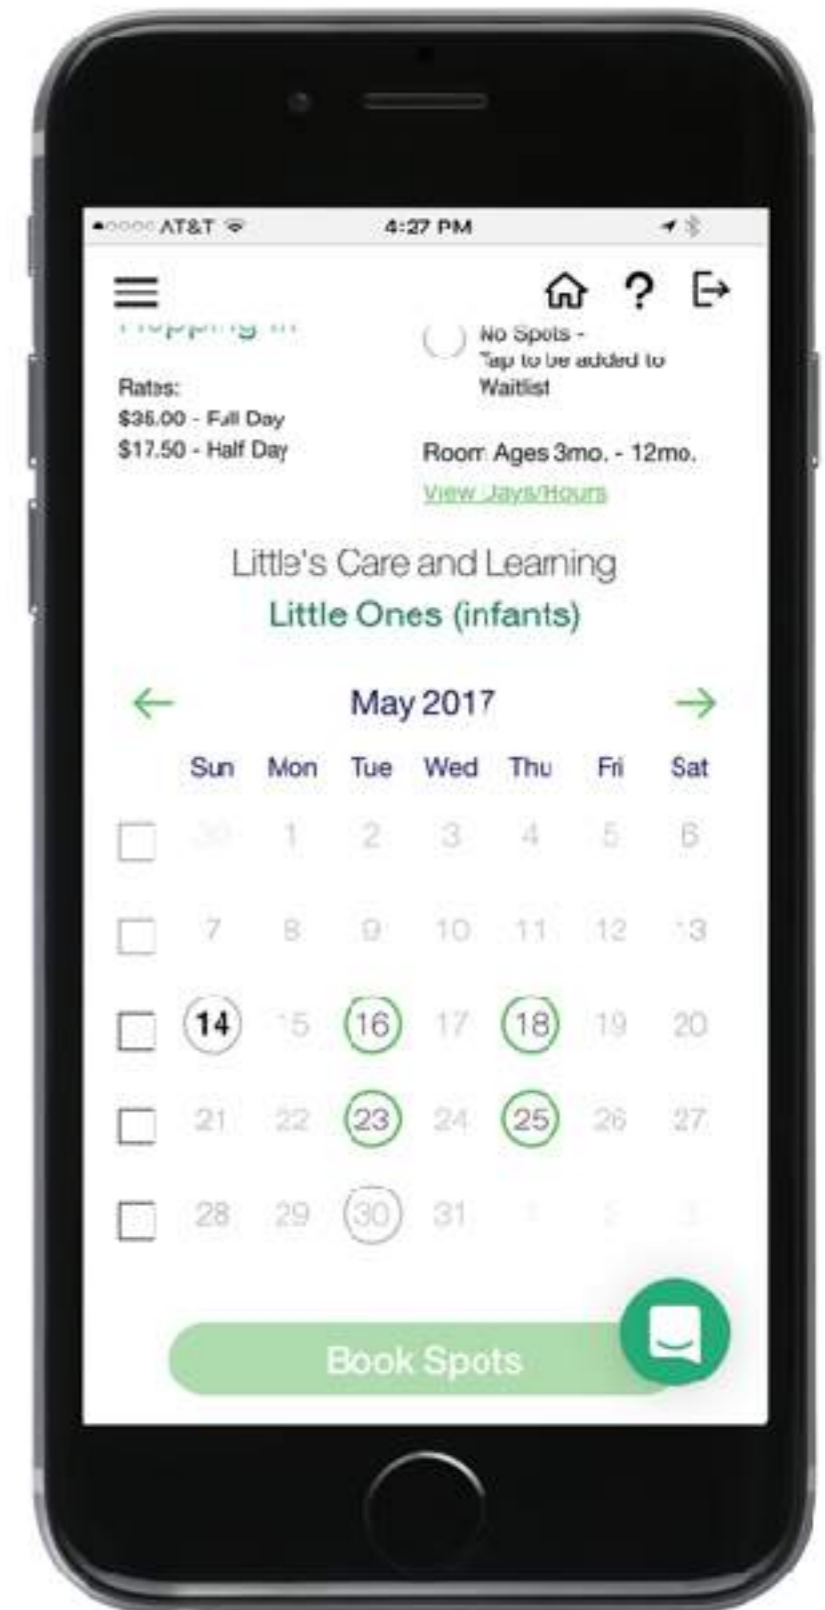 AT&T 4:27 PM
?
No Spots -
Tap to be added to
Waitlist
Rates:
$35.00 - Full Day
$17.50 - Half Day
Room Ages 3mo. - 12mo.
View Days/Hours
Little's Care and Learning
Little Ones (infants)
← May 2017 →
Sun Mon Tue Wed Thu Fri Sat
30 1 2 3 4 5 6
7 8 9 10 11 12 13
14 15 16 17 18 19 20
21 22 23 24 25 26 27
28 29 30 31
Book Spots